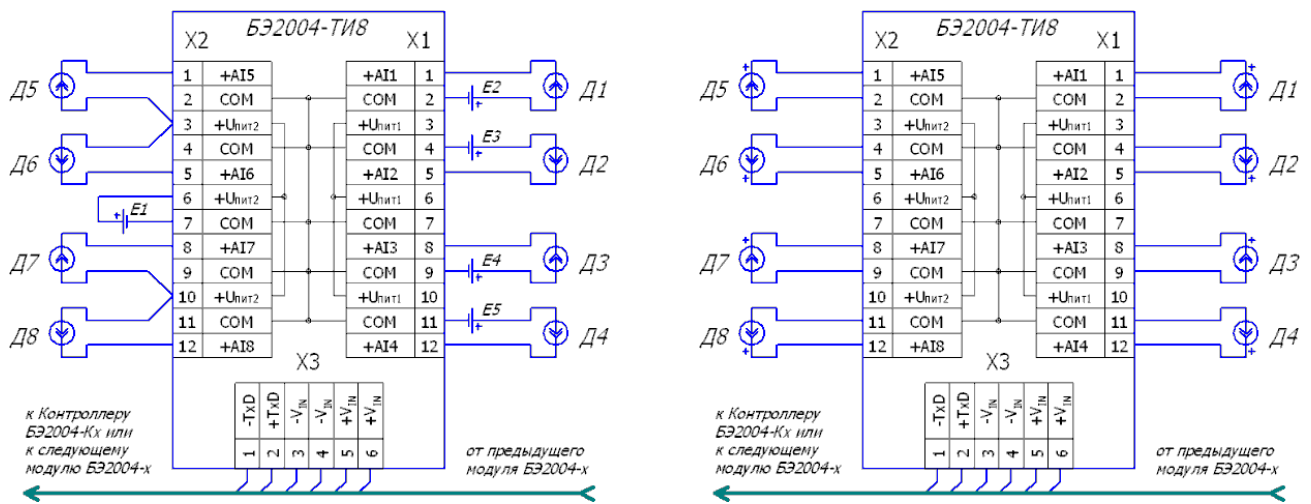 БЭ2004-ТИ8
X2 X1
Д5 1 +AI5 +AI1 1 Д1
2 COM COM 2 E2
3 +Uпит2 +Uпит1 3
Д6 4 COM COM 4 E3 Д2
5 +AI6 +AI2 5
6 +Uпит2 +Uпит1 6
E1 7 COM COM 7
Д7 8 +AI7 +AI3 8 Д3
9 COM COM 9 E4
10 +Uпит2 +Uпит1 10
Д8 11 COM COM 11 E5 Д4
12 +AI8 +AI4 12
X3
-TxD +TxD -VIN -VIN +VIN +VIN
1 2 3 4 5 6
к Контроллеру
БЭ2004-Кх или
к следующему
модулю БЭ2004-х
от предыдущего
модуля БЭ2004-х
БЭ2004-ТИ8
X2 X1
Д5 1 +AI5 +AI1 1 Д1
2 COM COM 2
3 +Uпит2 +Uпит1 3
Д6 4 COM COM 4 Д2
5 +AI6 +AI2 5
6 +Uпит2 +Uпит1 6
7 COM COM 7
Д7 8 +AI7 +AI3 8 Д3
9 COM COM 9
10 +Uпит2 +Uпит1 10
Д8 11 COM COM 11 Д4
12 +AI8 +AI4 12
X3
-TxD +TxD -VIN -VIN +VIN +VIN
1 2 3 4 5 6
к Контроллеру
БЭ2004-Кх или
к следующему
модулю БЭ2004-х
от предыдущего
модуля БЭ2004-х